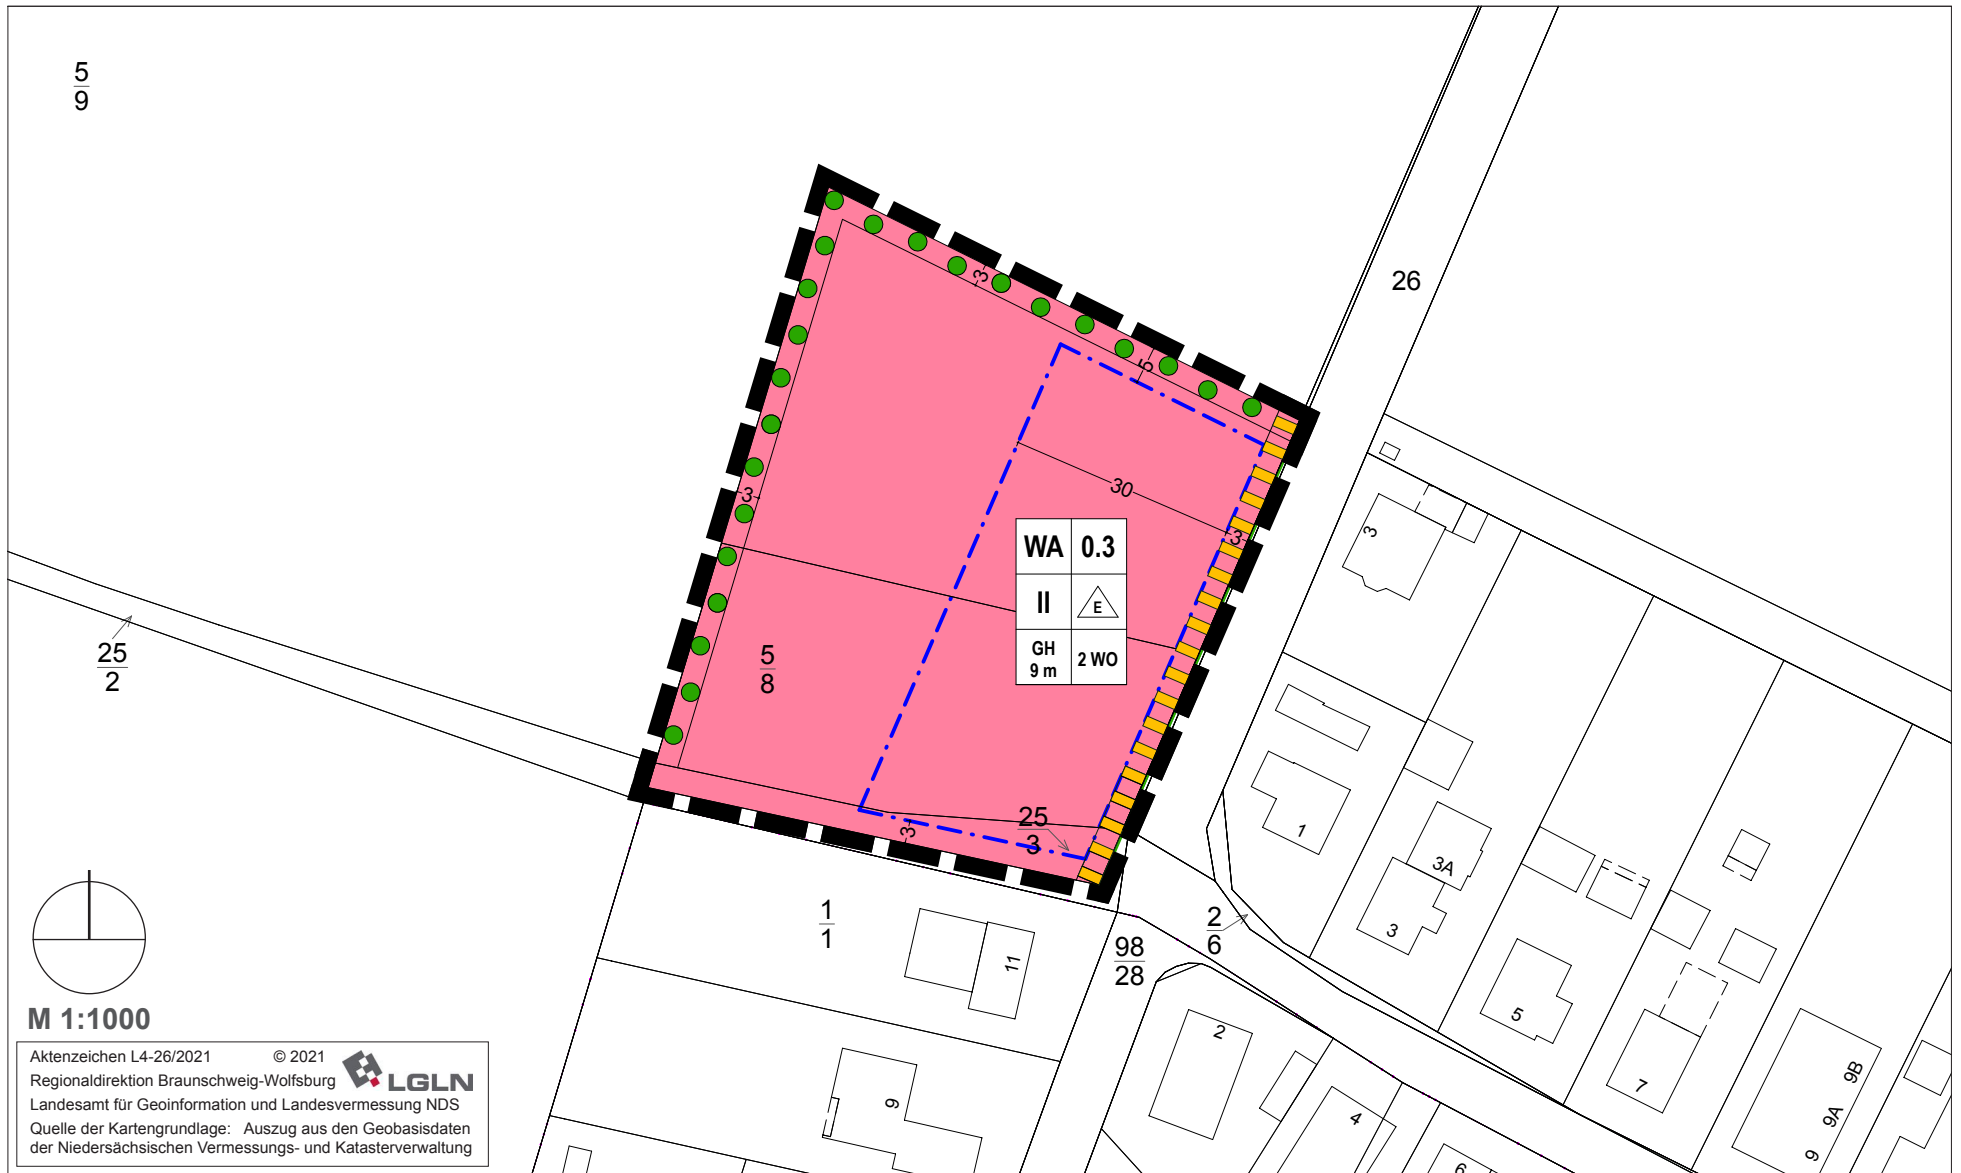 5
9
26
3
5
30
3
3
3
WA 0.3
II E
GH
9 m
2 WO
5
8
25
2
25
3
3
1
1
11
98
28
2
6
1
3A
3
5
7
9B
9A
9
2
4
6
9
3
M 1:1000
Aktenzeichen L4-26/2021 © 2021
Regionaldirektion Braunschweig-Wolfsburg LGLN
Landesamt für Geoinformation und Landesvermessung NDS
Quelle der Kartengrundlage: Auszug aus den Geobasisdaten
der Niedersächsischen Vermessungs- und Katasterverwaltung